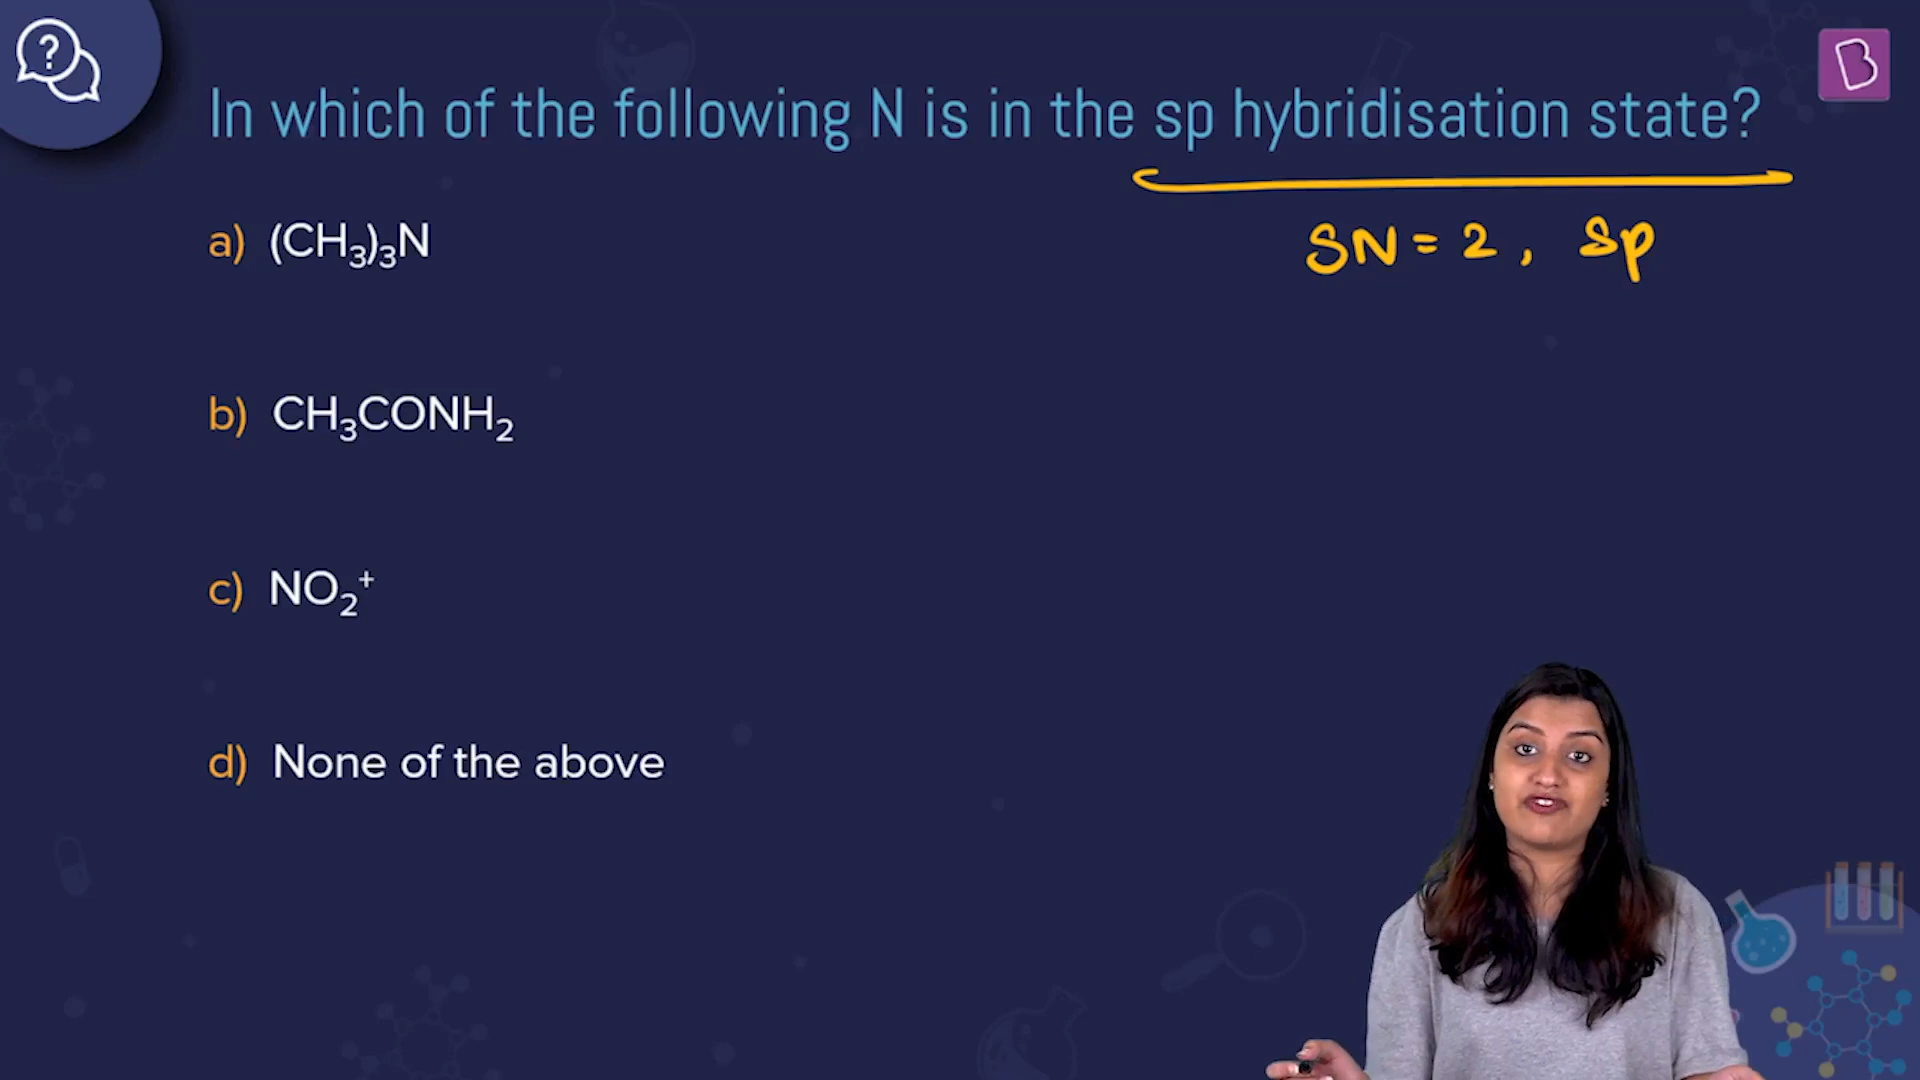 ?
B
In which of the following N is in the sp hybridisation state?
SN = 2, sp
a) (CH₃)₃N
b) CH₃CONH₂
c) NO₂⁺
d) None of the above